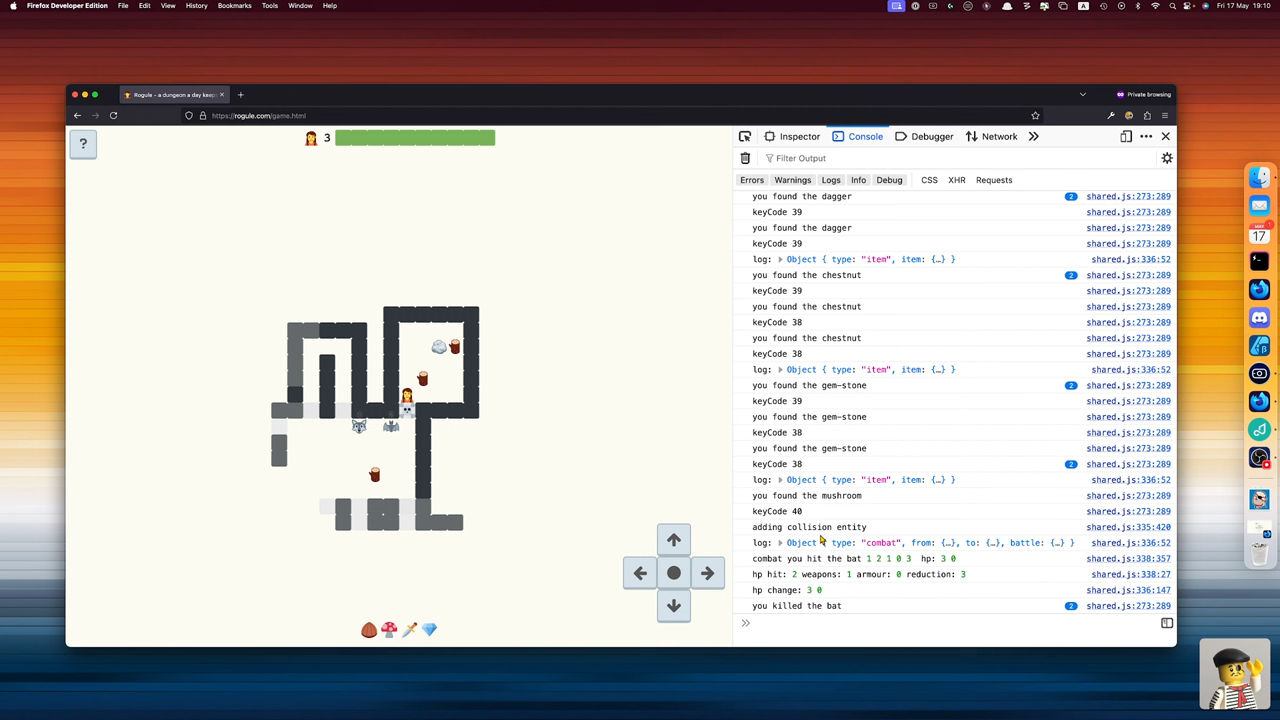 Firefox Developer Edition File Edit View History Bookmarks Tools Window Help Fri 17 May 19:10
Rogule - a dungeon a day keeps
Private browsing
https://rogule.com/game.html
? 3
Inspector Console Debugger Network
Filter Output
Errors Warnings Logs Info Debug CSS XHR Requests
you found the dagger 2 shared.js:273:289
keyCode 39 shared.js:273:289
you found the dagger shared.js:273:289
keyCode 39 shared.js:273:289
log: Object { type: "item", item: {…} } shared.js:336:52
you found the chestnut 2 shared.js:273:289
keyCode 39 shared.js:273:289
you found the chestnut shared.js:273:289
keyCode 38 shared.js:273:289
you found the chestnut shared.js:273:289
keyCode 38 shared.js:273:289
log: Object { type: "item", item: {…} } shared.js:336:52
you found the gem-stone 2 shared.js:273:289
keyCode 39 shared.js:273:289
you found the gem-stone shared.js:273:289
keyCode 38 shared.js:273:289
you found the gem-stone shared.js:273:289
keyCode 38 2 shared.js:273:289
log: Object { type: "item", item: {…} } shared.js:336:52
you found the mushroom shared.js:273:289
keyCode 40 shared.js:273:289
adding collision entity shared.js:335:420
log: Object type: "combat", from: {…}, to: {…}, battle: {…} } shared.js:336:52
combat you hit the bat 1 2 1 0 3 hp: 3 0 shared.js:338:357
hp hit: 2 weapons: 1 armour: 0 reduction: 3 shared.js:338:27
hp change: 3 0 shared.js:336:147
you killed the bat 2 shared.js:273:289
MAY
17